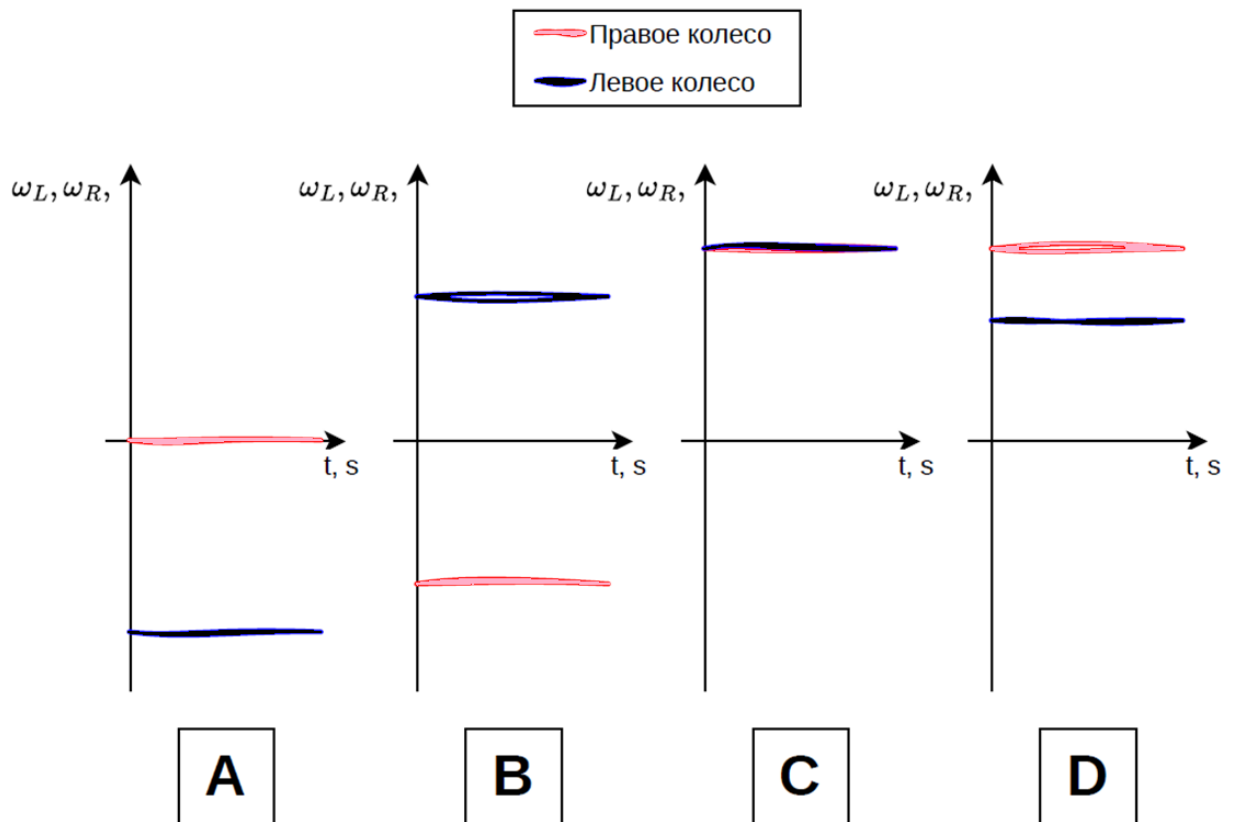 Правое колесо
Левое колесо
ω_L, ω_R,
ω_L, ω_R,
ω_L, ω_R,
ω_L, ω_R,
t, s
t, s
t, s
t, s
A
B
C
D